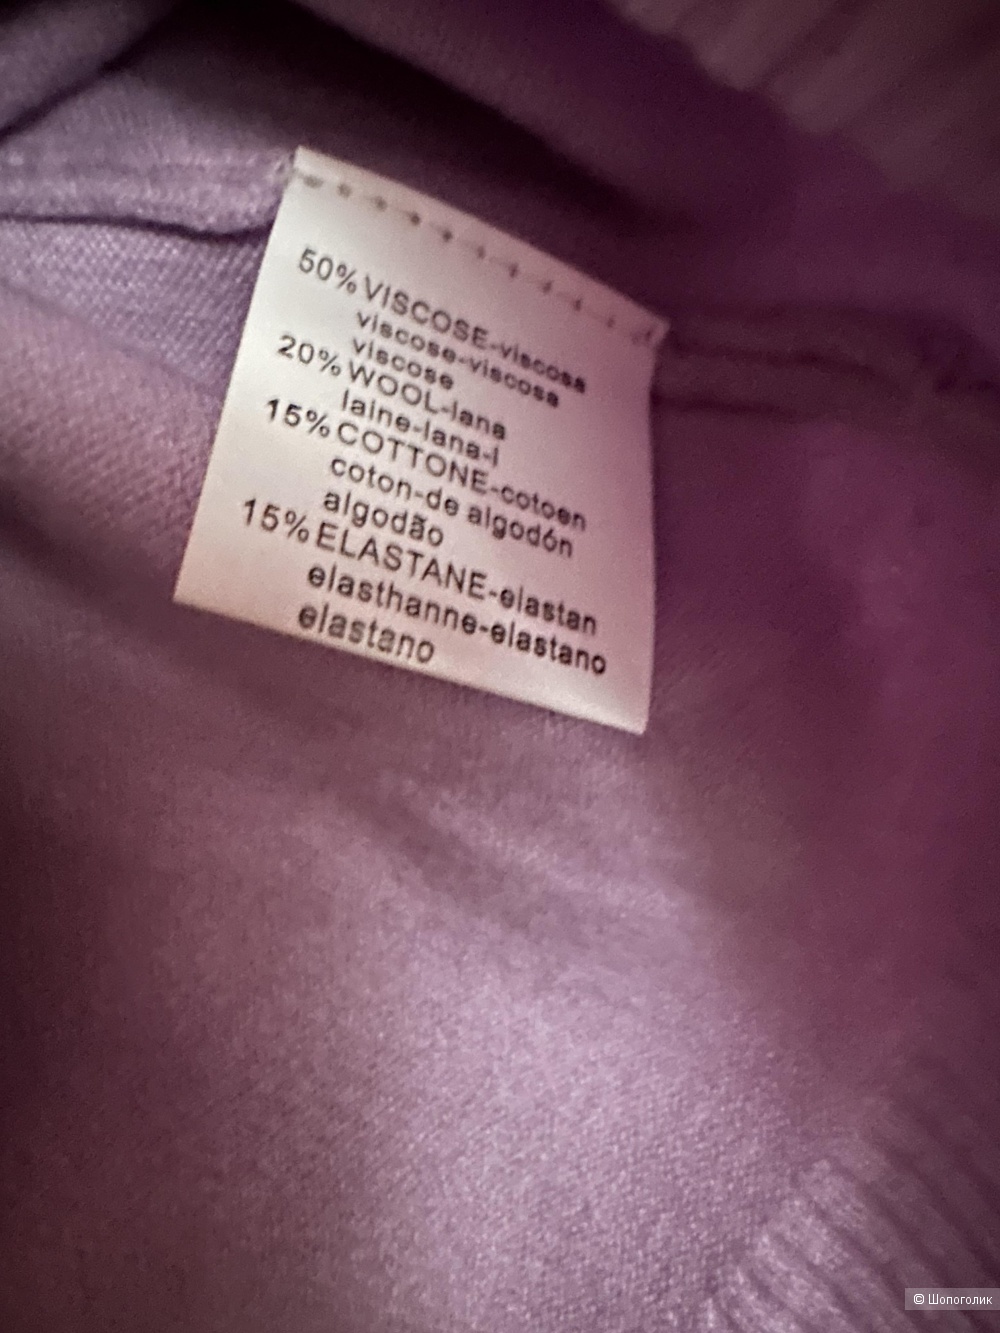 50% VISCOSE-viscosa
viscose-viscosa
viscose
20% WOOL-lana
laine-lana-l
15% COTTONE-cotoen
coton-de algodón
algodão
15% ELASTANE-elastan
elasthanne-elastano
elastano
© Шопоголик